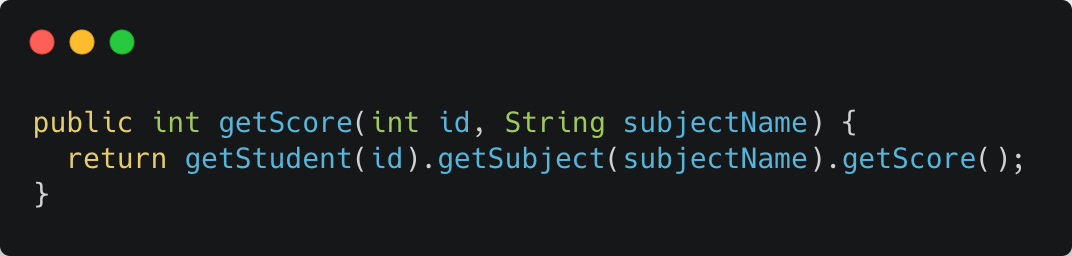 public int getScore(int id, String subjectName) {
  return getStudent(id).getSubject(subjectName).getScore();
}